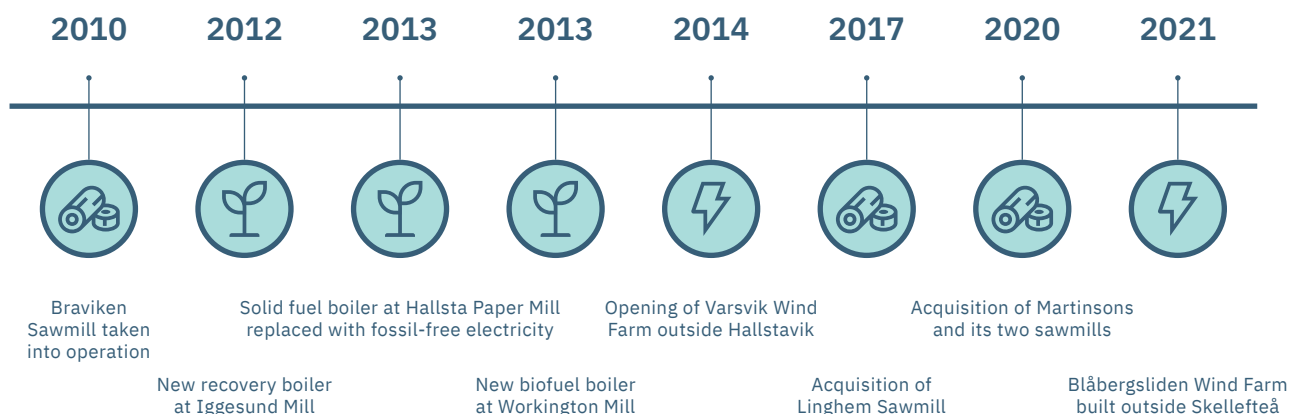 2010 2012 2013 2013 2014 2017 2020 2021
Braviken
Sawmill taken
into operation
New recovery boiler
at Iggesund Mill
Solid fuel boiler at Hallsta Paper Mill
replaced with fossil-free electricity
New biofuel boiler
at Workington Mill
Opening of Varsvik Wind
Farm outside Hallstavik
Acquisition of
Linghem Sawmill
Acquisition of Martinsons
and its two sawmills
Blåbergsliden Wind Farm
built outside Skellefteå